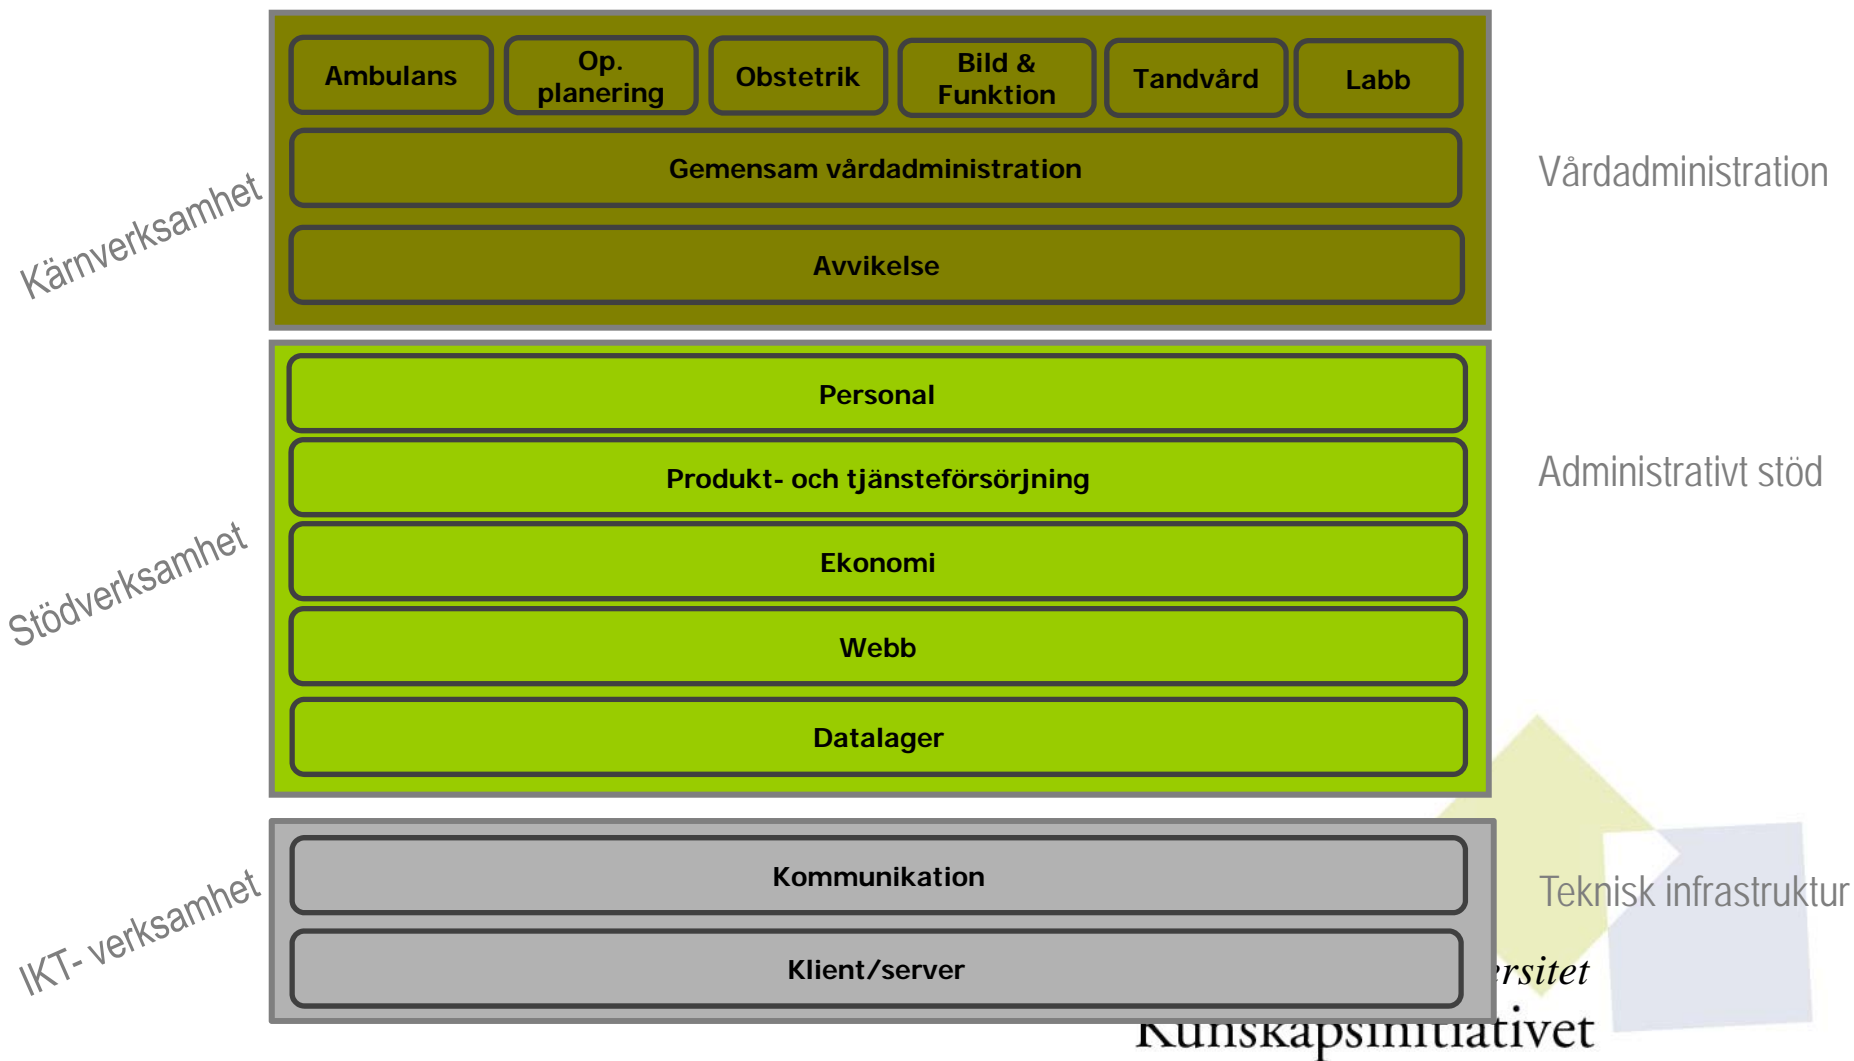 Ambulans
Op.
planering
Obstetrik
Bild &
Funktion
Tandvård
Labb
Gemensam vårdadministration
Avvikelse
Kärnverksamhet
Vårdadministration
Personal
Produkt- och tjänsteförsörjning
Ekonomi
Webb
Datalager
Stödverksamhet
Administrativt stöd
Kommunikation
Klient/server
IKT- verksamhet
Teknisk infrastruktur
ersitet
Kunskapsinitiativet